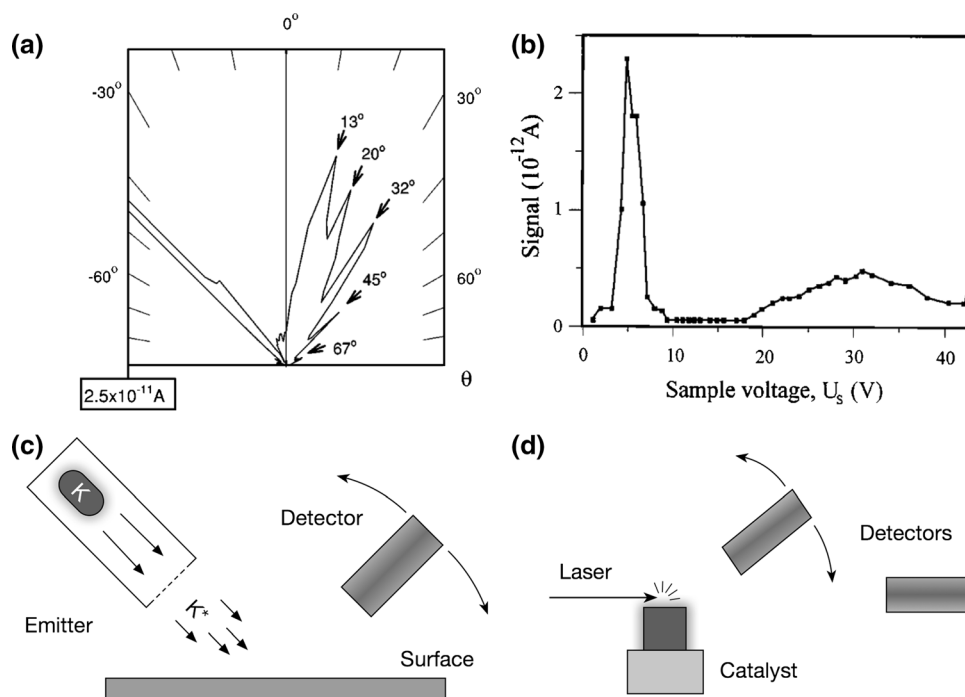 (a)
0°
-30°
30°
13°
20°
32°
-60°
45°
60°
67°
θ
2.5x10⁻¹¹A
(b)
Signal (10⁻¹²A)
2
1
0
0 10 20 30 40
Sample voltage, Uₛ (V)
(c)
K
Detector
K*
Emitter
Surface
(d)
Laser
Detectors
Catalyst